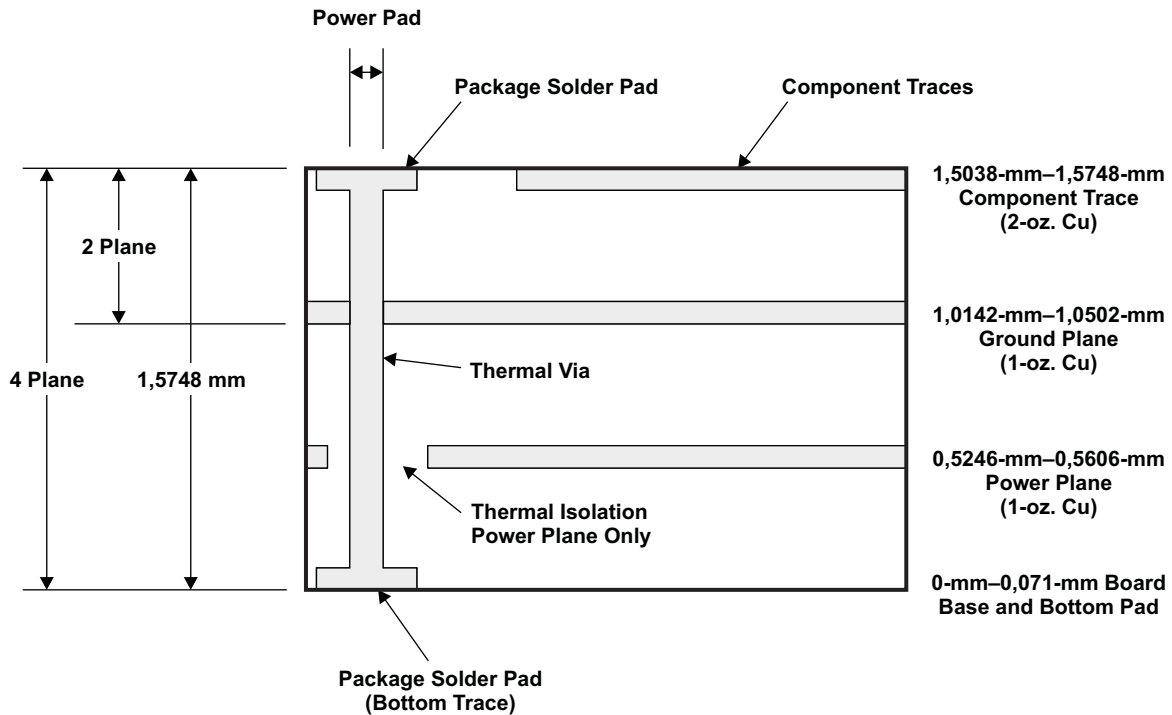 Power Pad
Package Solder Pad
Component Traces
1,5038-mm–1,5748-mm
Component Trace
(2-oz. Cu)
2 Plane
1,0142-mm–1,0502-mm
Ground Plane
(1-oz. Cu)
4 Plane
1,5748 mm
Thermal Via
0,5246-mm–0,5606-mm
Power Plane
(1-oz. Cu)
Thermal Isolation
Power Plane Only
0-mm–0,071-mm Board
Base and Bottom Pad
Package Solder Pad
(Bottom Trace)